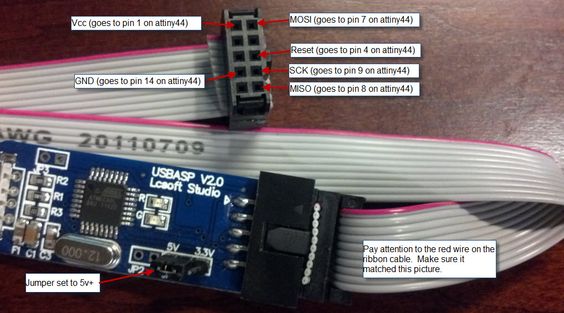 Vcc (goes to pin 1 on attiny44)
MOSI (goes to pin 7 on attiny44)
Reset (goes to pin 4 on attiny44)
GND (goes to pin 14 on attiny44)
SCK (goes to pin 9 on attiny44)
MISO (goes to pin 8 on attiny44)
AWG 20110709
USBASP V2.0
Lcsoft Studio
JP3
R2
R1
R3
R
G
F1 C1 C3
12.000
5V
3.3V
JP2
Pay attention to the red wire on the
ribbon cable. Make sure it
matched this picture.
Jumper set to 5v+